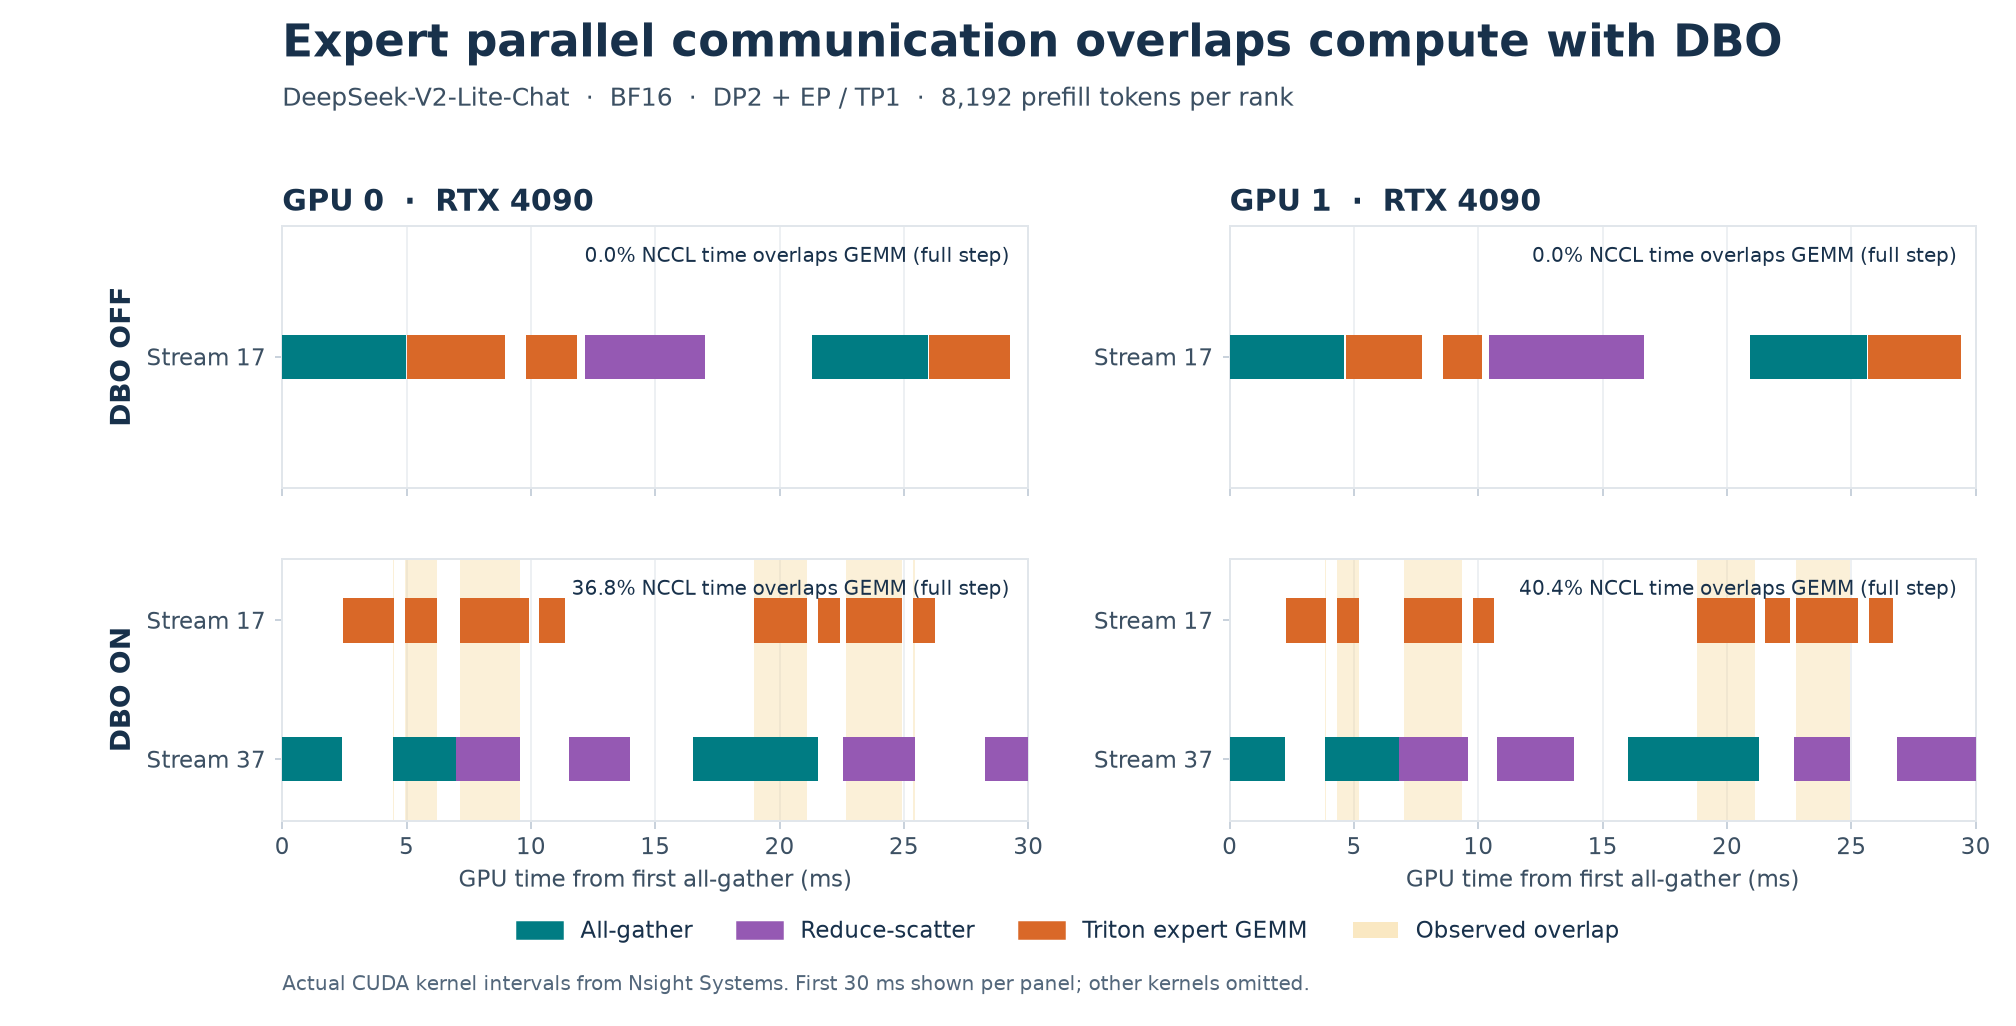 Expert parallel communication overlaps compute with DBO
DeepSeek-V2-Lite-Chat · BF16 · DP2 + EP / TP1 · 8,192 prefill tokens per rank
GPU 0 · RTX 4090
GPU 1 · RTX 4090
DBO OFF
0.0% NCCL time overlaps GEMM (full step)
Stream 17
0.0% NCCL time overlaps GEMM (full step)
Stream 17
DBO ON
36.8% NCCL time overlaps GEMM (full step)
Stream 17
Stream 37
0 5 10 15 20 25 30
GPU time from first all-gather (ms)
40.4% NCCL time overlaps GEMM (full step)
Stream 17
Stream 37
0 5 10 15 20 25 30
GPU time from first all-gather (ms)
All-gather Reduce-scatter Triton expert GEMM Observed overlap
Actual CUDA kernel intervals from Nsight Systems. First 30 ms shown per panel; other kernels omitted.